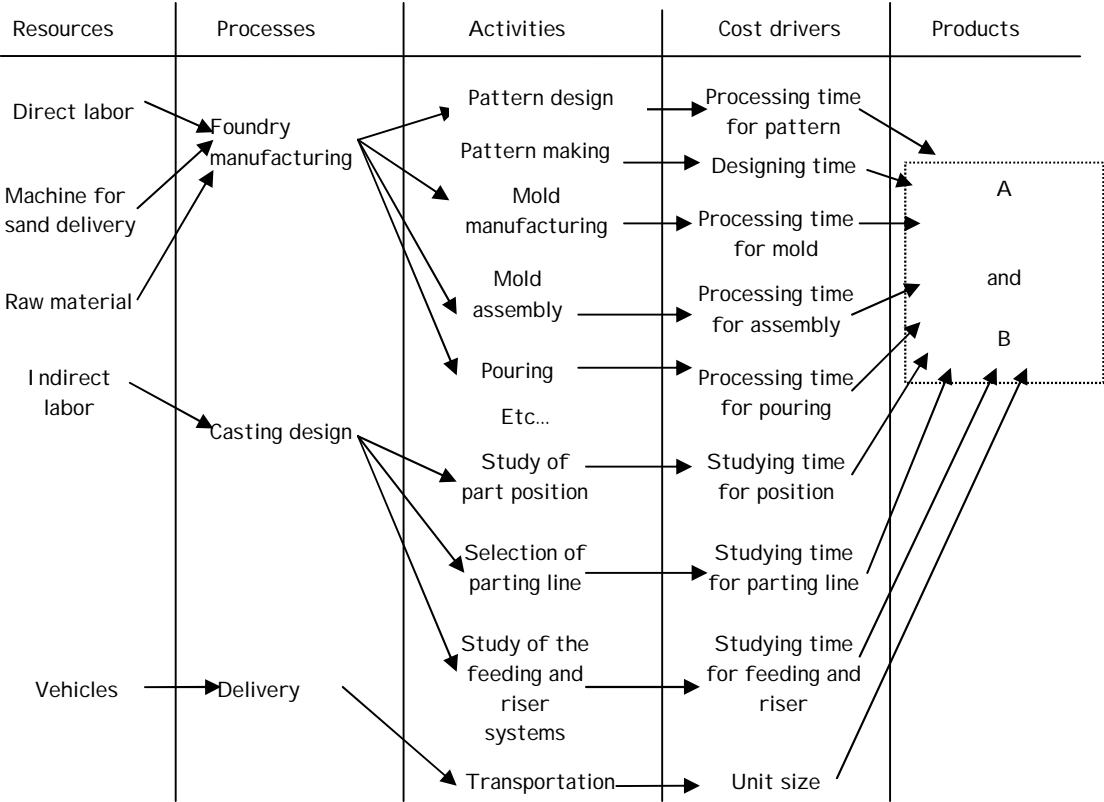 Resources
Processes
Activities
Cost drivers
Products
Direct labor
Machine for
sand delivery
Raw material
Indirect
labor
Vehicles
Foundry
manufacturing
Casting design
Delivery
Pattern design
Pattern making
Mold
manufacturing
Mold
assembly
Pouring
Etc...
Study of
part position
Selection of
parting line
Study of the
feeding and
riser
systems
Transportation
Processing time
for pattern
Designing time
Processing time
for mold
Processing time
for assembly
Processing time
for pouring
Studying time
for position
Studying time
for parting line
Studying time
for feeding and
riser
Unit size
A
and
B